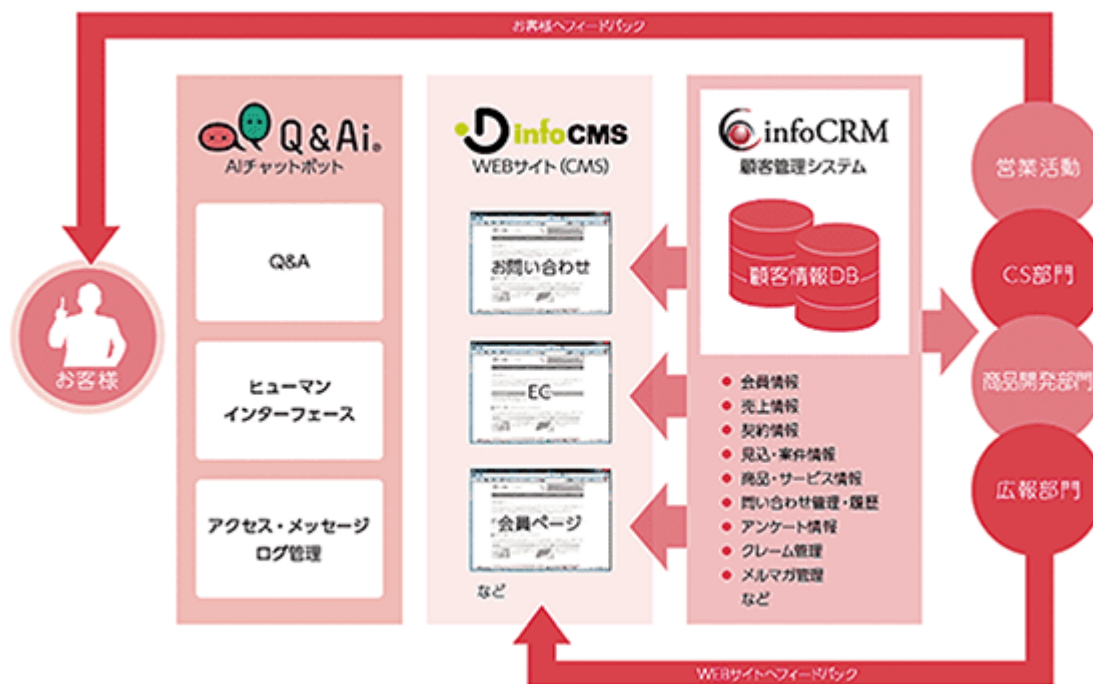 お客様へフィードバック
お客様
Q&Ai®
AIチャットボット
Q&A
ヒューマン
インターフェース
アクセス・メッセージ
ログ管理
infoCMS
WEBサイト(CMS)
お問い合わせ
EC
会員ページ
など
infoCRM
顧客管理システム
顧客情報DB
会員情報
売上情報
契約情報
見込・案件情報
商品・サービス情報
問い合わせ管理・履歴
アンケート情報
クレーム管理
メルマガ管理
など
営業活動
CS部門
商品開発部門
広報部門
WEBサイトへフィードバック